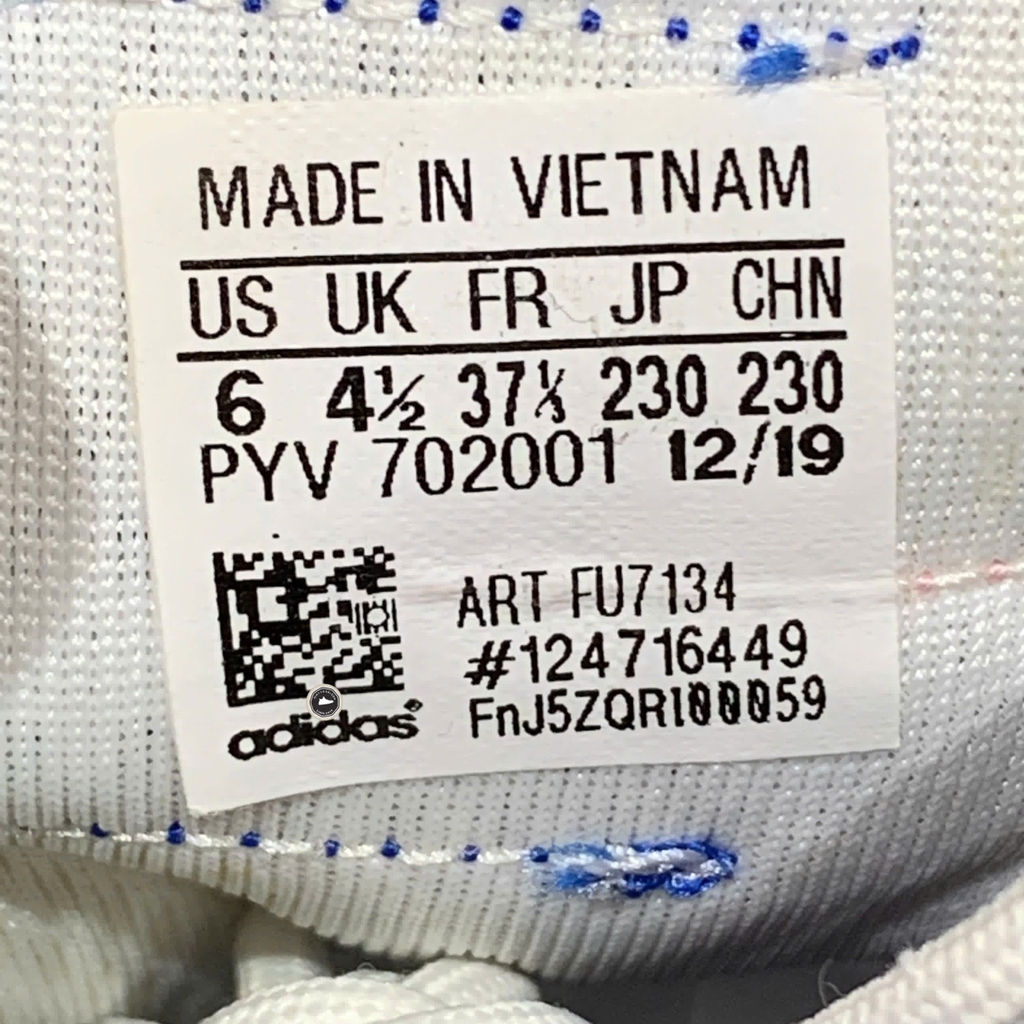 MADE IN VIETNAM
US UK FR JP CHN
6 4½ 37⅓ 230 230
PYV 702001 12/19
ART FU7134
#124716449
FnJ5ZQRI00059
adidas®